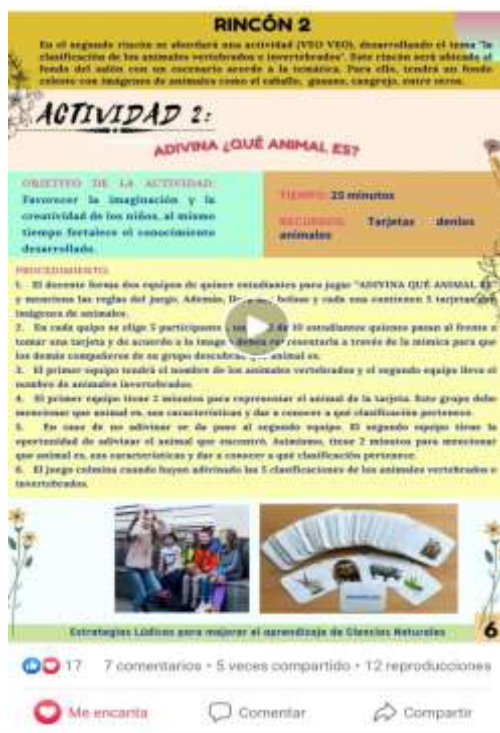 RINCÓN 2
En el segundo rincón se abordará una actividad (VEO VEO), desarrollando el tema "la
clasificación de los animales vertebrados e invertebrados". Este rincón será ubicado al
fondo del salón con un escenario acorde a la temática. Para ello, tendrá un fondo
celeste con imágenes de animales como el caballo, gusano, cangrejo, entre otros.
ACTIVIDAD 2:
ADIVINA ¿QUÉ ANIMAL ES?
OBJETIVO DE LA ACTIVIDAD:
Favorecer la imaginación y la
creatividad de los niños, al mismo
tiempo fortalece el conocimiento
desarrollado.
TIEMPO: 25 minutos
RECURSOS: Tarjetas denlos
animales
PROCEDIMIENTO:
1. El docente forma dos equipos de quince estudiantes para jugar "ADIVINA QUÉ ANIMAL ES"
y menciona las reglas del juego. Además, bolsas y cada una contienen 5 tarjetas
imágenes de animales.
2. En cada quipo se elige 5 participantes de 10 estudiantes quienes pasan al frente a
tomar una tarjeta y de acuerdo a la imagen deben representarla a través de la mímica para que
los demás compañeros de su grupo descubran animal es.
3. El primer equipo tendrá el nombre de los animales vertebrados y el segundo equipo lleva el
nombre de animales invertebrados.
4. El primer equipo tiene 2 minutos para representar el animal de la tarjeta. Este grupo debe
mencionar que animal es, sus características y dar a conocer a qué clasificación pertenece.
5. En caso de no adivinar se da paso al segundo equipo. El segundo equipo tiene la
oportunidad de adivinar el animal que encontró. Asimismo, tiene 2 minutos para mencionar
que animal es, sus características y dar a conocer a qué clasificación pertenece.
6. El juego culmina cuando hayan adivinado las 5 clasificaciones de los animales vertebrados e
invertebrados.
Estrategias Lúdicas para mejorar el aprendizaje de Ciencias Naturales
6
17 7 comentarios • 5 veces compartido • 12 reproducciones
Me encanta Comentar Compartir